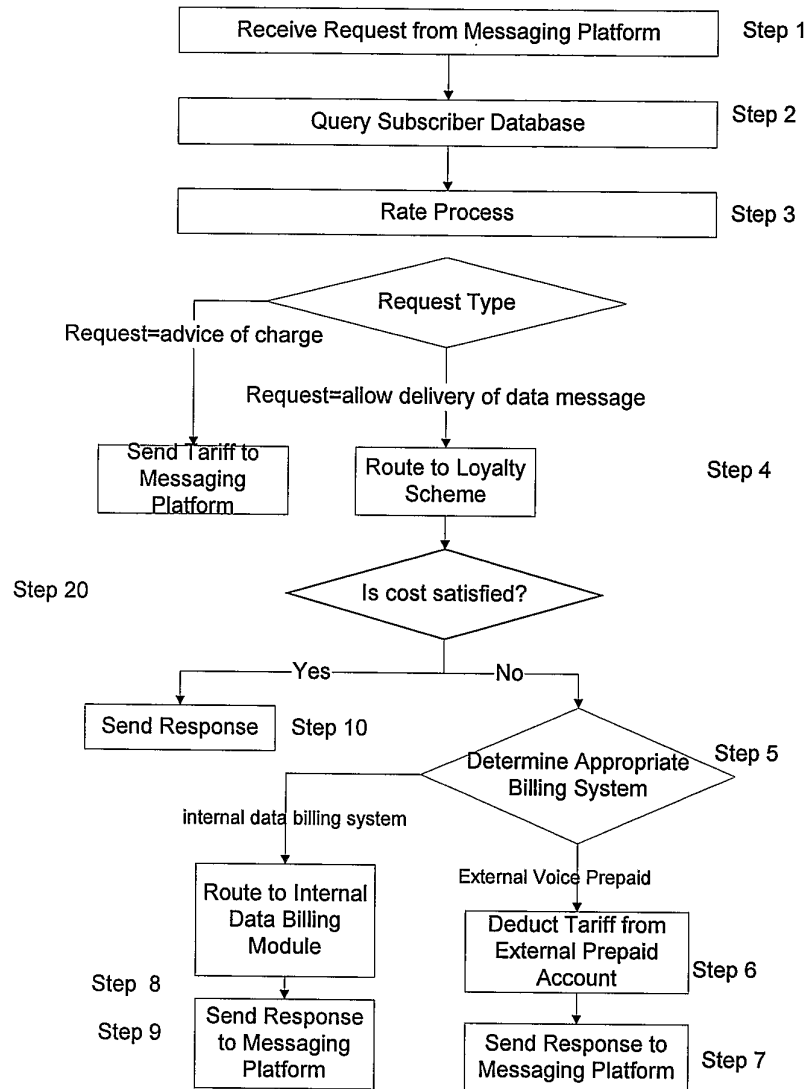 Receive Request from Messaging Platform
Step 1
Query Subscriber Database
Step 2
Rate Process
Step 3
Request Type
Request=advice of charge
Request=allow delivery of data message
Send Tariff to
Messaging
Platform
Route to Loyalty
Scheme
Step 4
Step 20
Is cost satisfied?
Yes
No
Send Response
Step 10
Determine Appropriate
Billing System
Step 5
internal data billing system
External Voice Prepaid
Route to Internal
Data Billing
Module
Deduct Tariff from
External Prepaid
Account
Step 6
Step 8
Step 9
Send Response
to Messaging
Platform
Send Response to
Messaging Platform
Step 7